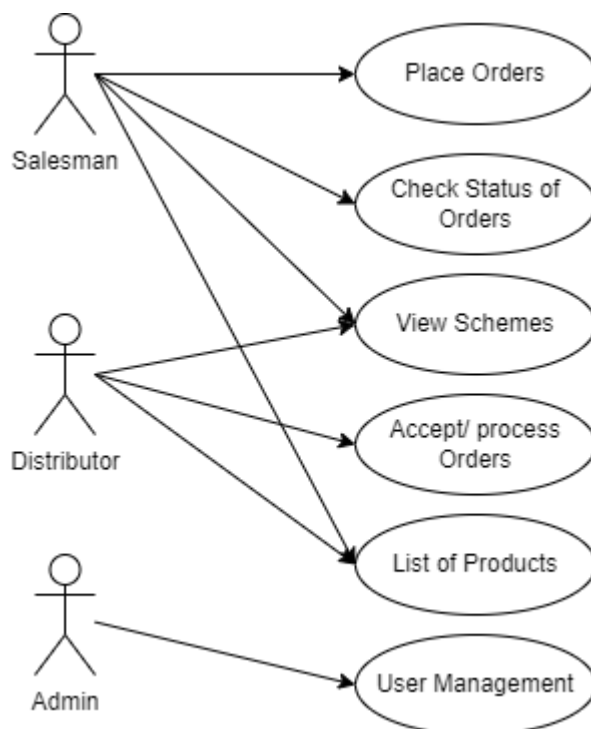 Place Orders
Salesman
Check Status of
Orders
View Schemes
Distributor
Accept/ process
Orders
List of Products
Admin
User Management